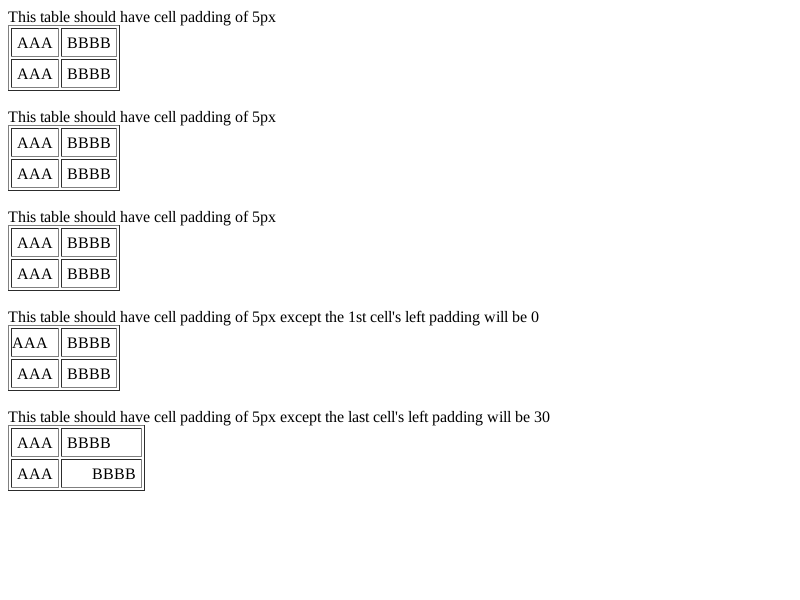 This table should have cell padding of 5px
AAA BBBB
AAA BBBB
This table should have cell padding of 5px
AAA BBBB
AAA BBBB
This table should have cell padding of 5px
AAA BBBB
AAA BBBB
This table should have cell padding of 5px except the 1st cell's left padding will be 0
AAA BBBB
AAA BBBB
This table should have cell padding of 5px except the last cell's left padding will be 30
AAA BBBB
AAA BBBB